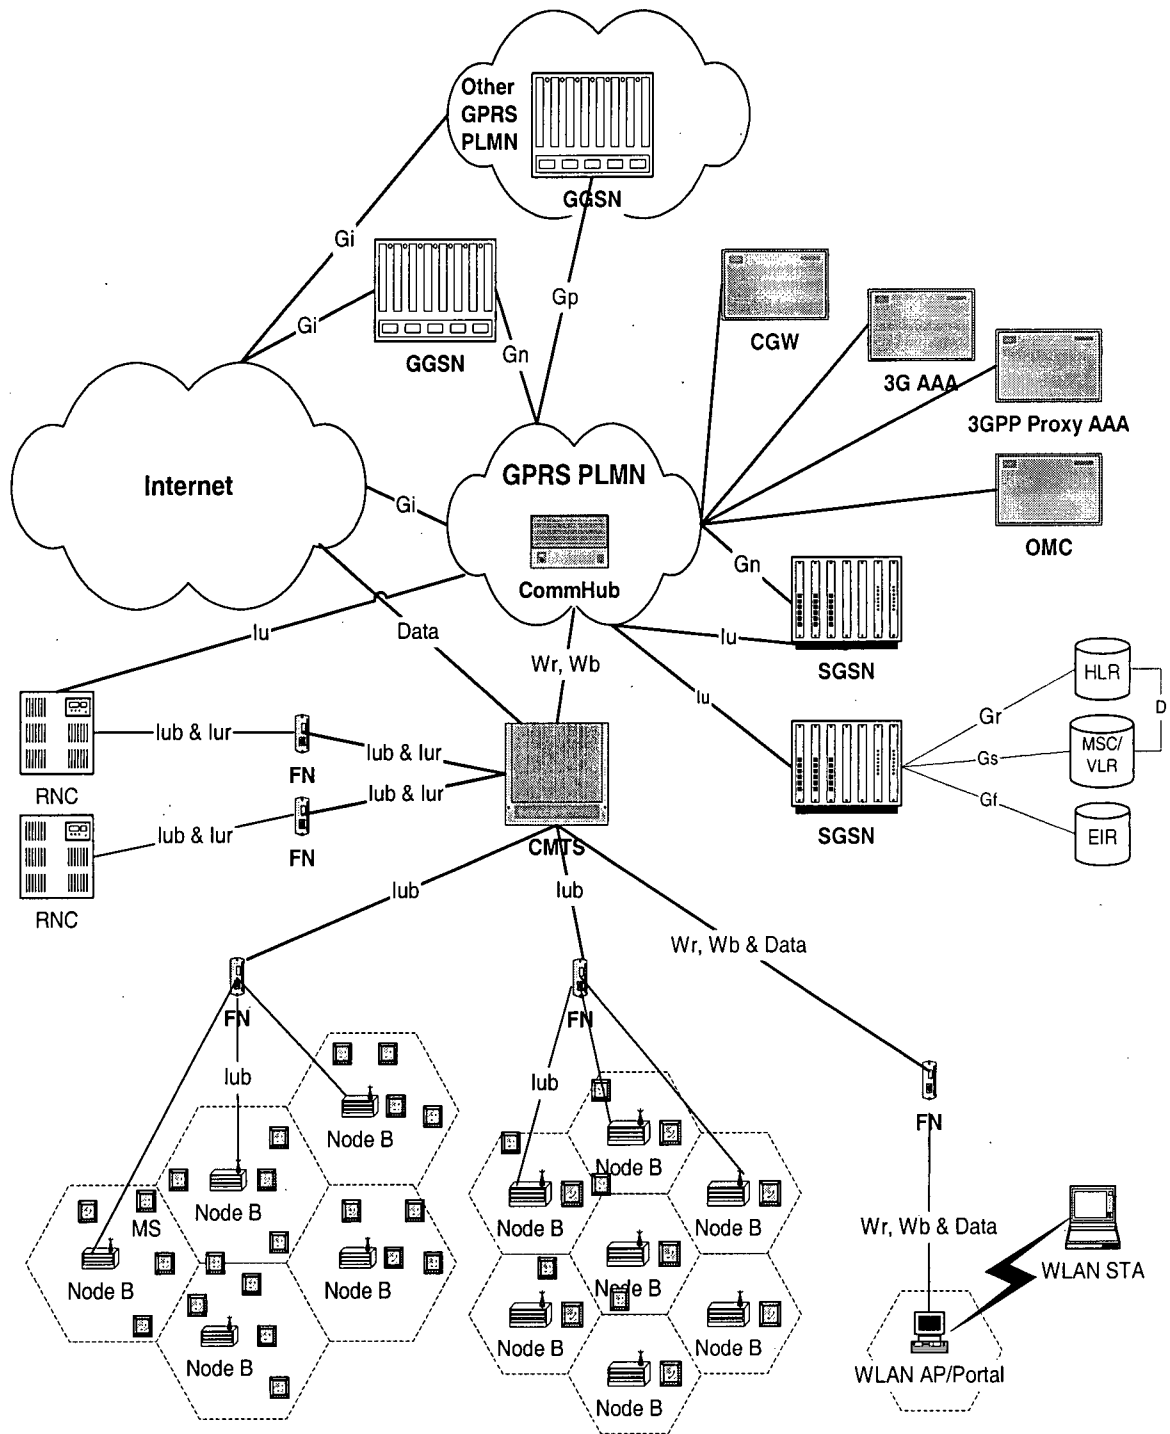 Other
GPRS
PLMN
GGSN
Gi
Gi
GGSN
Gn
Gp
CGW
3G AAA
3GPP Proxy AAA
OMC
Internet
Gi
GPRS PLMN
CommHub
Gn
SGSN
Iu
Data
Wr, Wb
Iu
Iu
HLR
D
Gr
MSC/
VLR
Gs
Gf
EIR
SGSN
RNC
Iub & Iur
FN
Iub & Iur
Iub & Iur
FN
Iub & Iur
RNC
CMTS
Iub
Iub
Wr, Wb & Data
FN
FN
FN
Iub
Iub
Node B
Node B
Node B
MS
Node B
Node B
Node B
Node B
Node B
Node B
Node B
Node B
Node B
Node B
Wr, Wb & Data
WLAN STA
WLAN AP/Portal